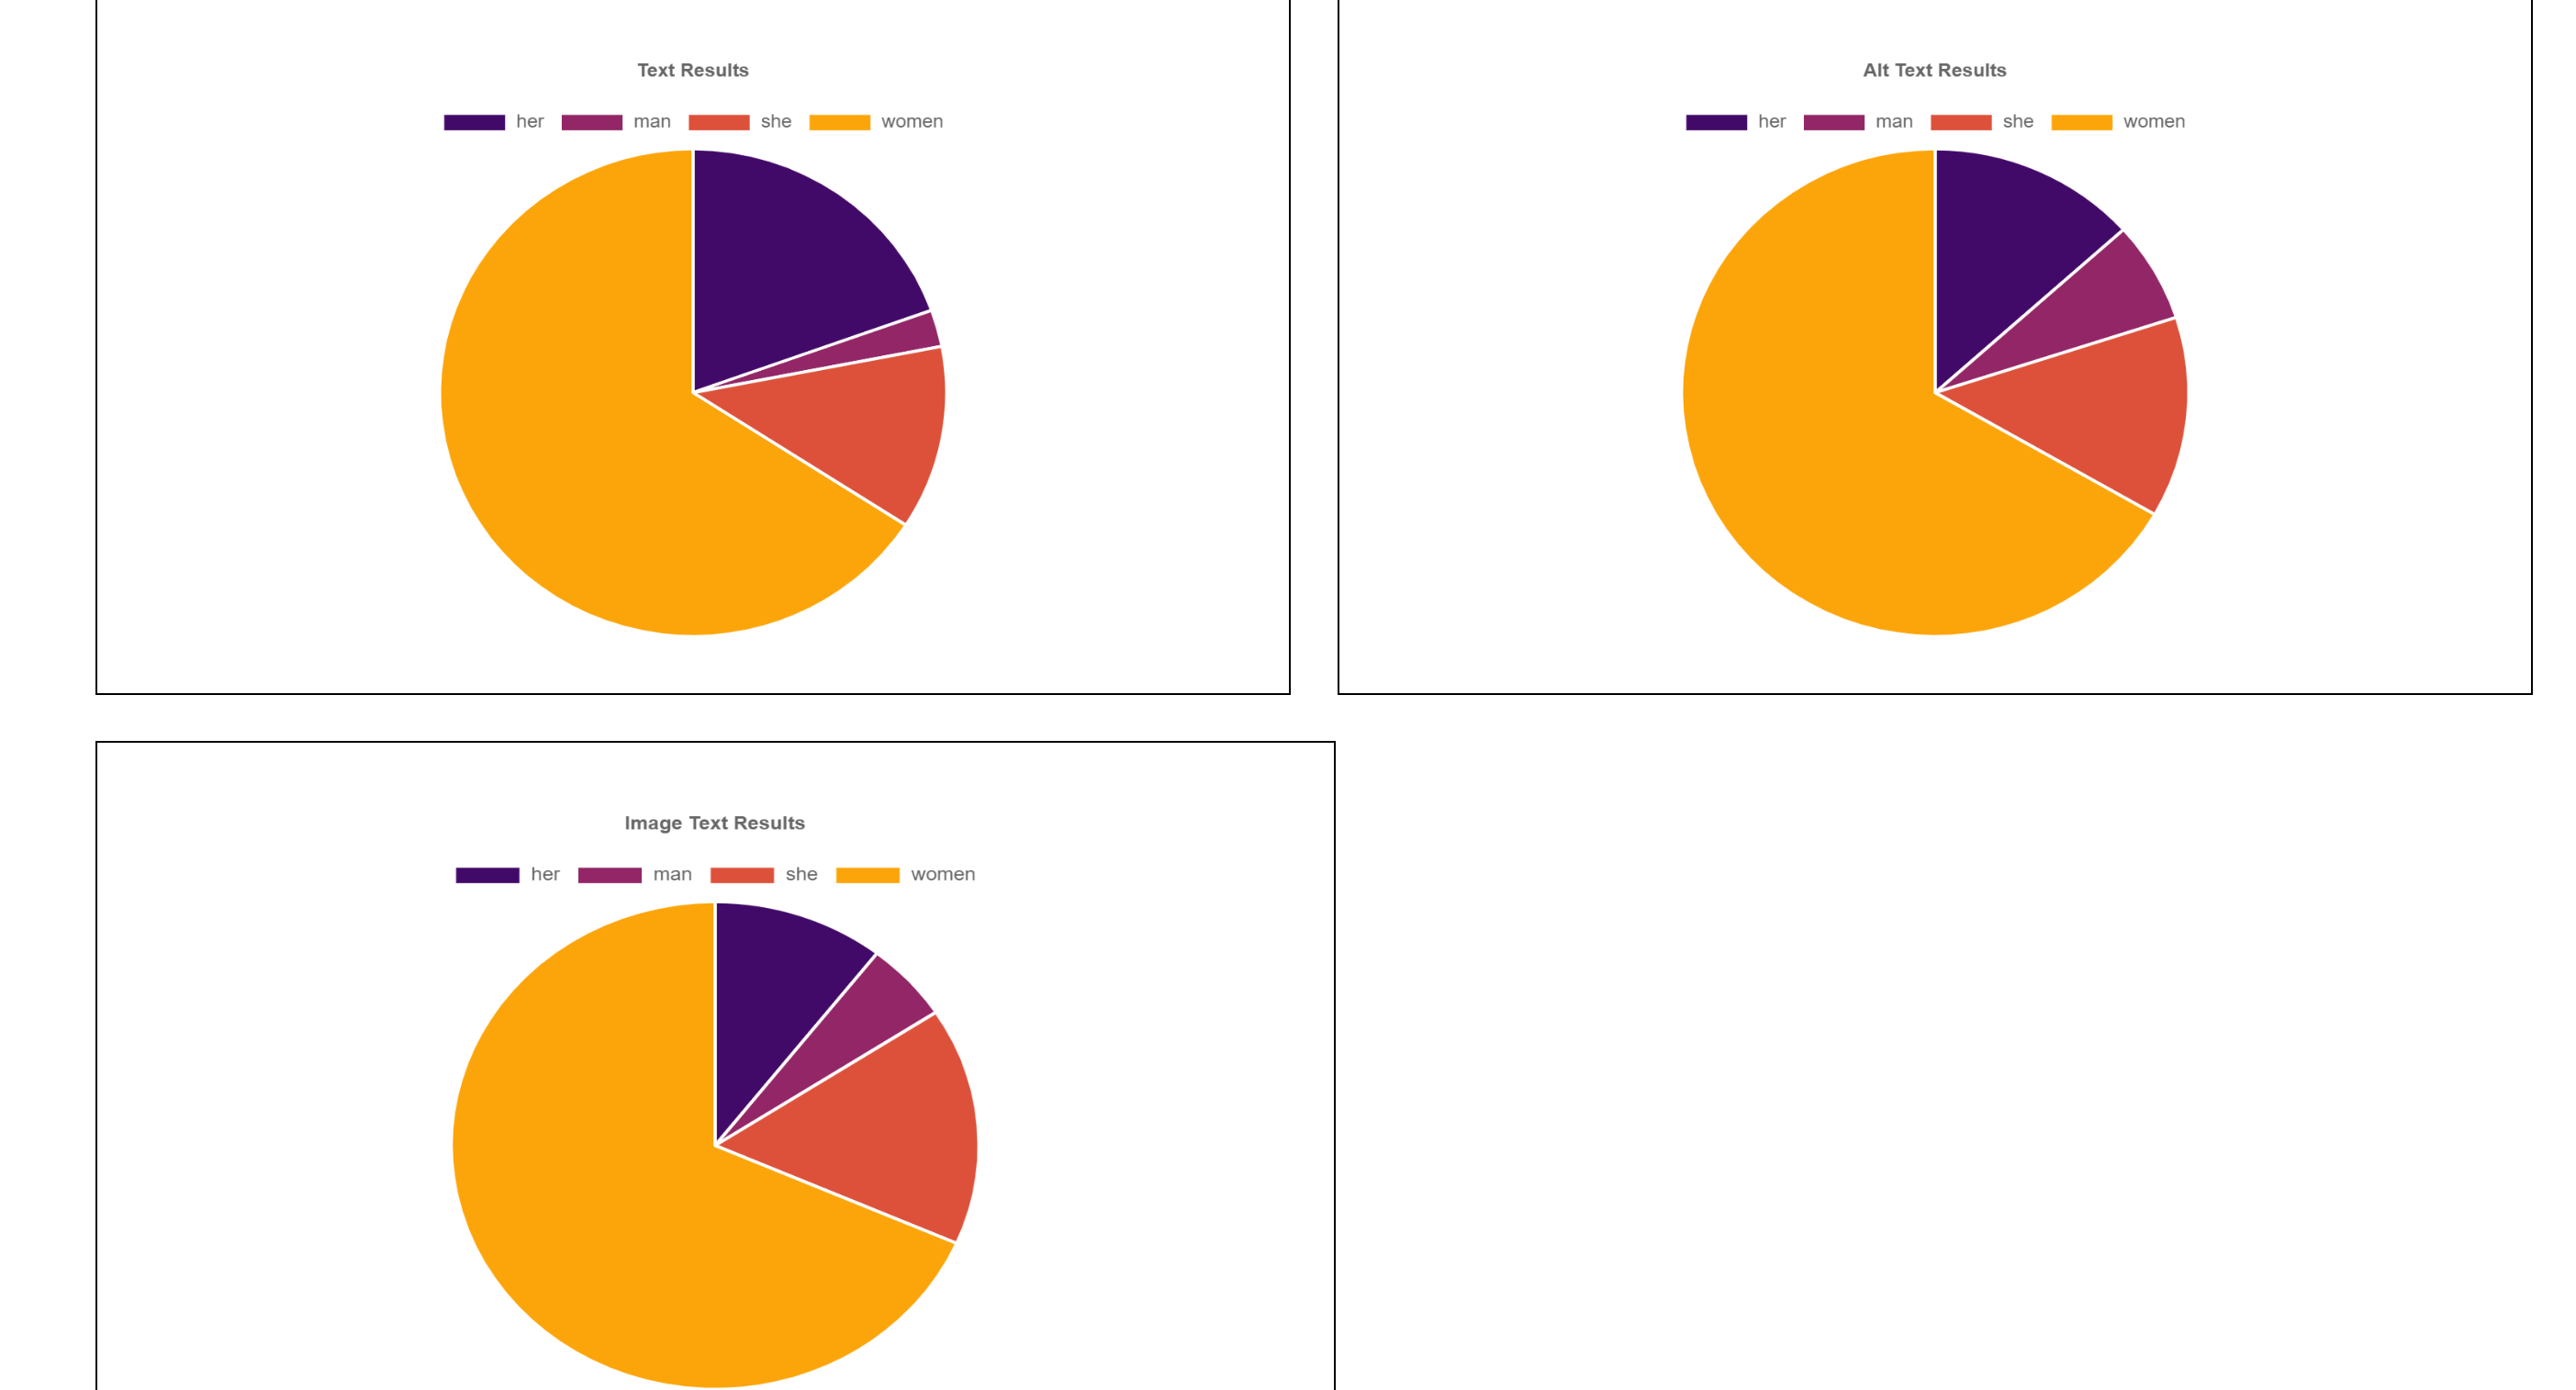 Text Results
her man she women
Alt Text Results
her man she women
Image Text Results
her man she women